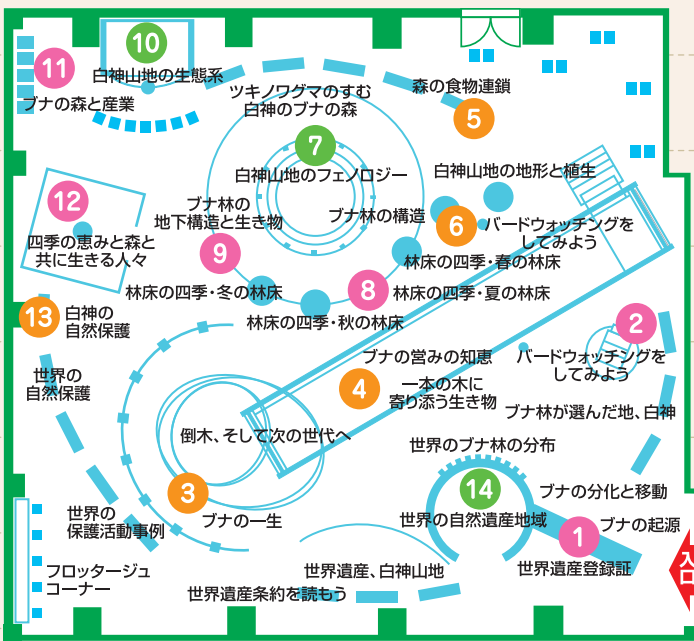 10
白神山地の生態系
11
ブナの森と産業
ツキノワグマのすむ
白神のブナの森
森の食物連鎖
5
7
白神山地のフェノロジー
白神山地の地形と植生
12
四季の恵みと森と
共に生きる人々
ブナ林の
地下構造と生き物
9
ブナ林の構造
6
バードウォッチングを
してみよう
林床の四季・春の林床
林床の四季・冬の林床
8
林床の四季・夏の林床
林床の四季・秋の林床
13
白神の
自然保護
2
バードウォッチングを
してみよう
ブナの営みの知恵
4
一本の木に
寄り添う生き物
世界の
自然保護
ブナ林が選んだ地、白神
倒木、そして次の世代へ
世界のブナ林の分布
3
ブナの一生
14
世界の自然遺産地域
ブナの分化と移動
世界の
保護活動事例
1
ブナの起源
世界遺産登録証
入口
フロッタージュ
コーナー
世界遺産、白神山地
世界遺産条約を読もう